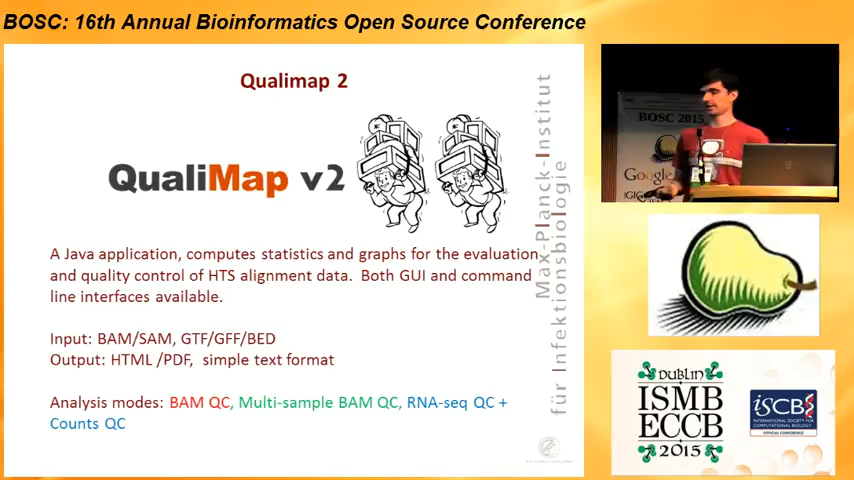 BOSC: 16th Annual Bioinformatics Open Source Conference
Qualimap 2
QualiMap v2
A Java application, computes statistics and graphs for the evaluation
and quality control of HTS alignment data. Both GUI and command
line interfaces available.
Input: BAM/SAM, GTF/GFF/BED
Output: HTML /PDF, simple text format
Analysis modes: BAM QC, Multi-sample BAM QC, RNA-seq QC +
Counts QC
Max-Planck-Institut
für Infektionsbiologie
BOSC 2015
Google
DUBLIN
ISMB
ECCB
2015
iSCB
INTERNATIONAL SOCIETY FOR
COMPUTATIONAL BIOLOGY
OFFICIAL CONFERENCE